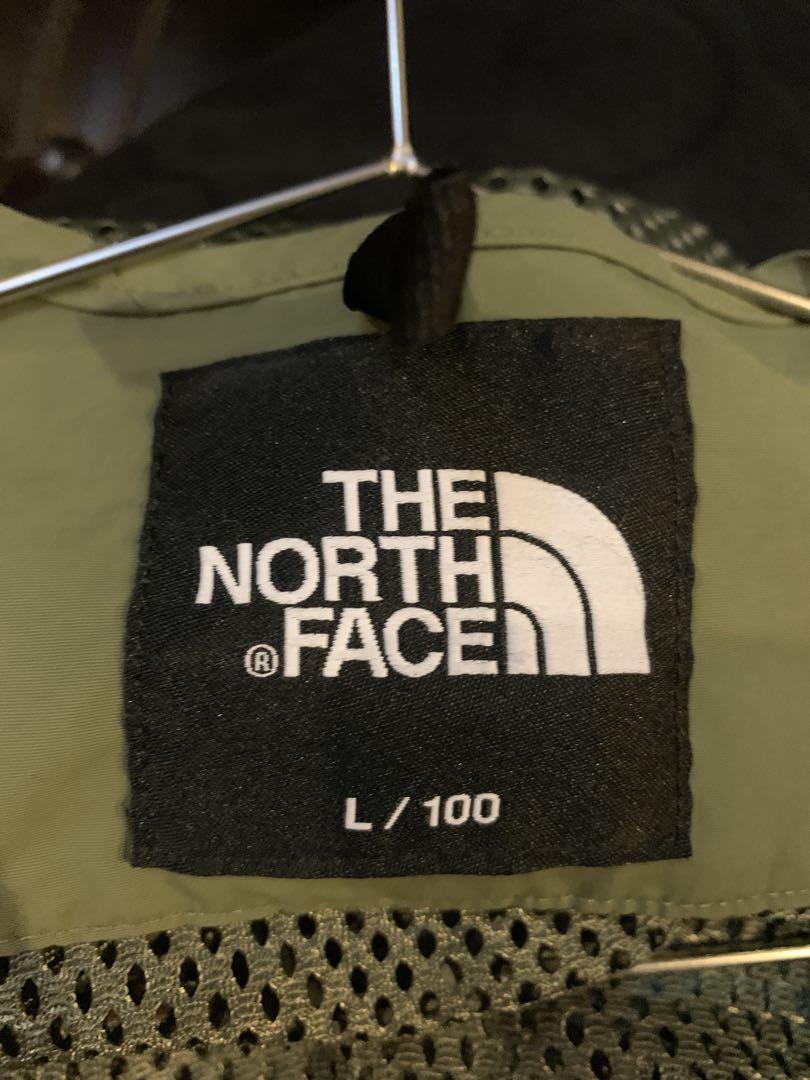 THE
NORTH
®FACE
L / 100